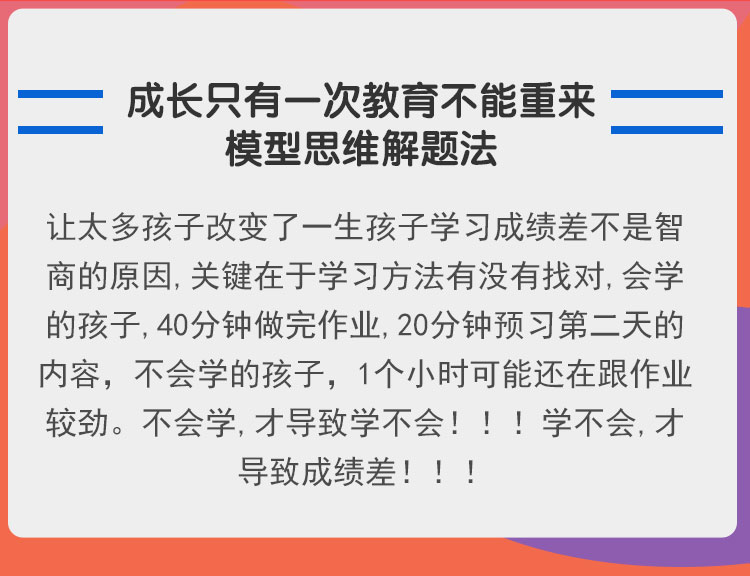 成长只有一次教育不能重来
模型思维解题法
让太多孩子改变了一生孩子学习成绩差不是智
商的原因,关键在于学习方法有没有找对,会学
的孩子,40分钟做完作业,20分钟预习第二天的
内容，不会学的孩子，1个小时可能还在跟作业
较劲。不会学,才导致学不会！！！学不会,才
导致成绩差！！！